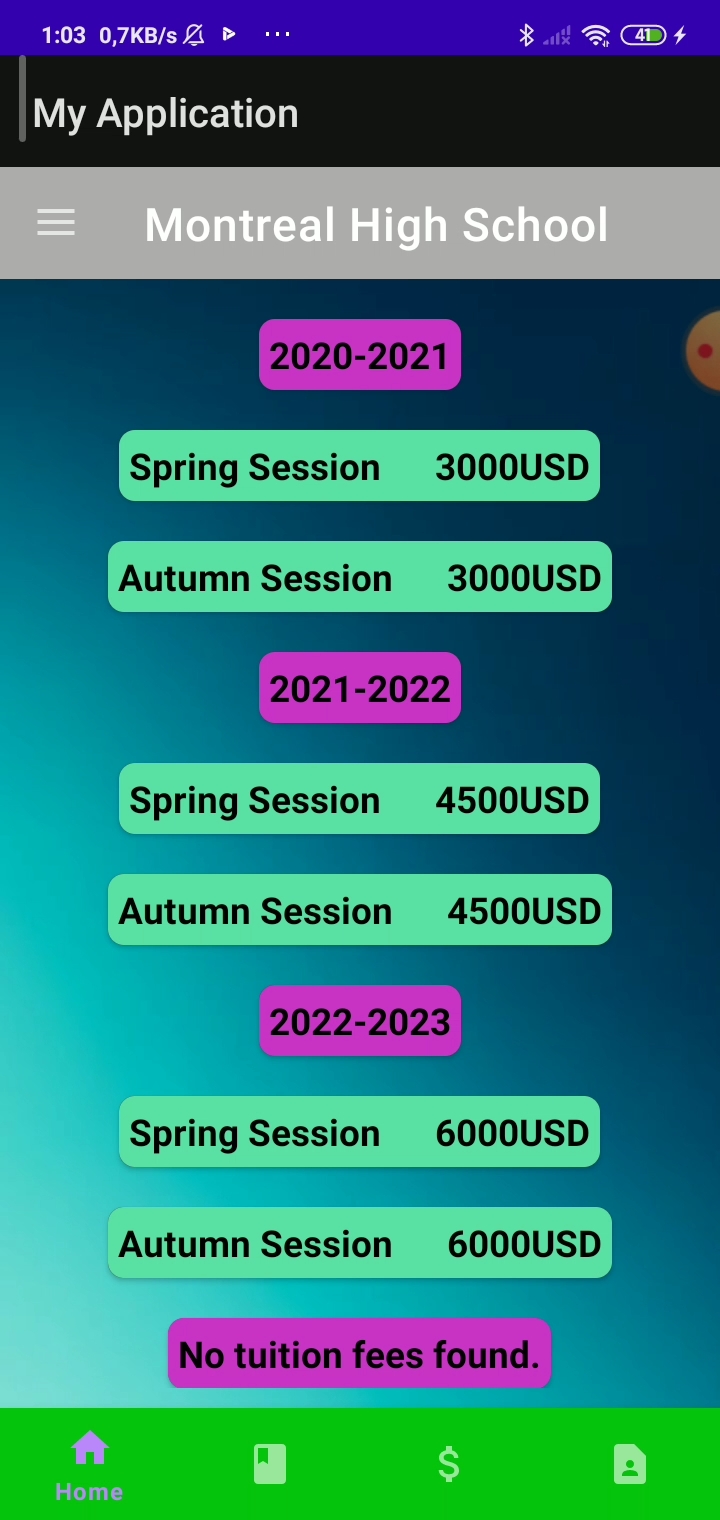 1:03 0,7KB/s ... 41
My Application
Montreal High School
2020-2021
Spring Session 3000USD
Autumn Session 3000USD
2021-2022
Spring Session 4500USD
Autumn Session 4500USD
2022-2023
Spring Session 6000USD
Autumn Session 6000USD
No tuition fees found.
$
Home